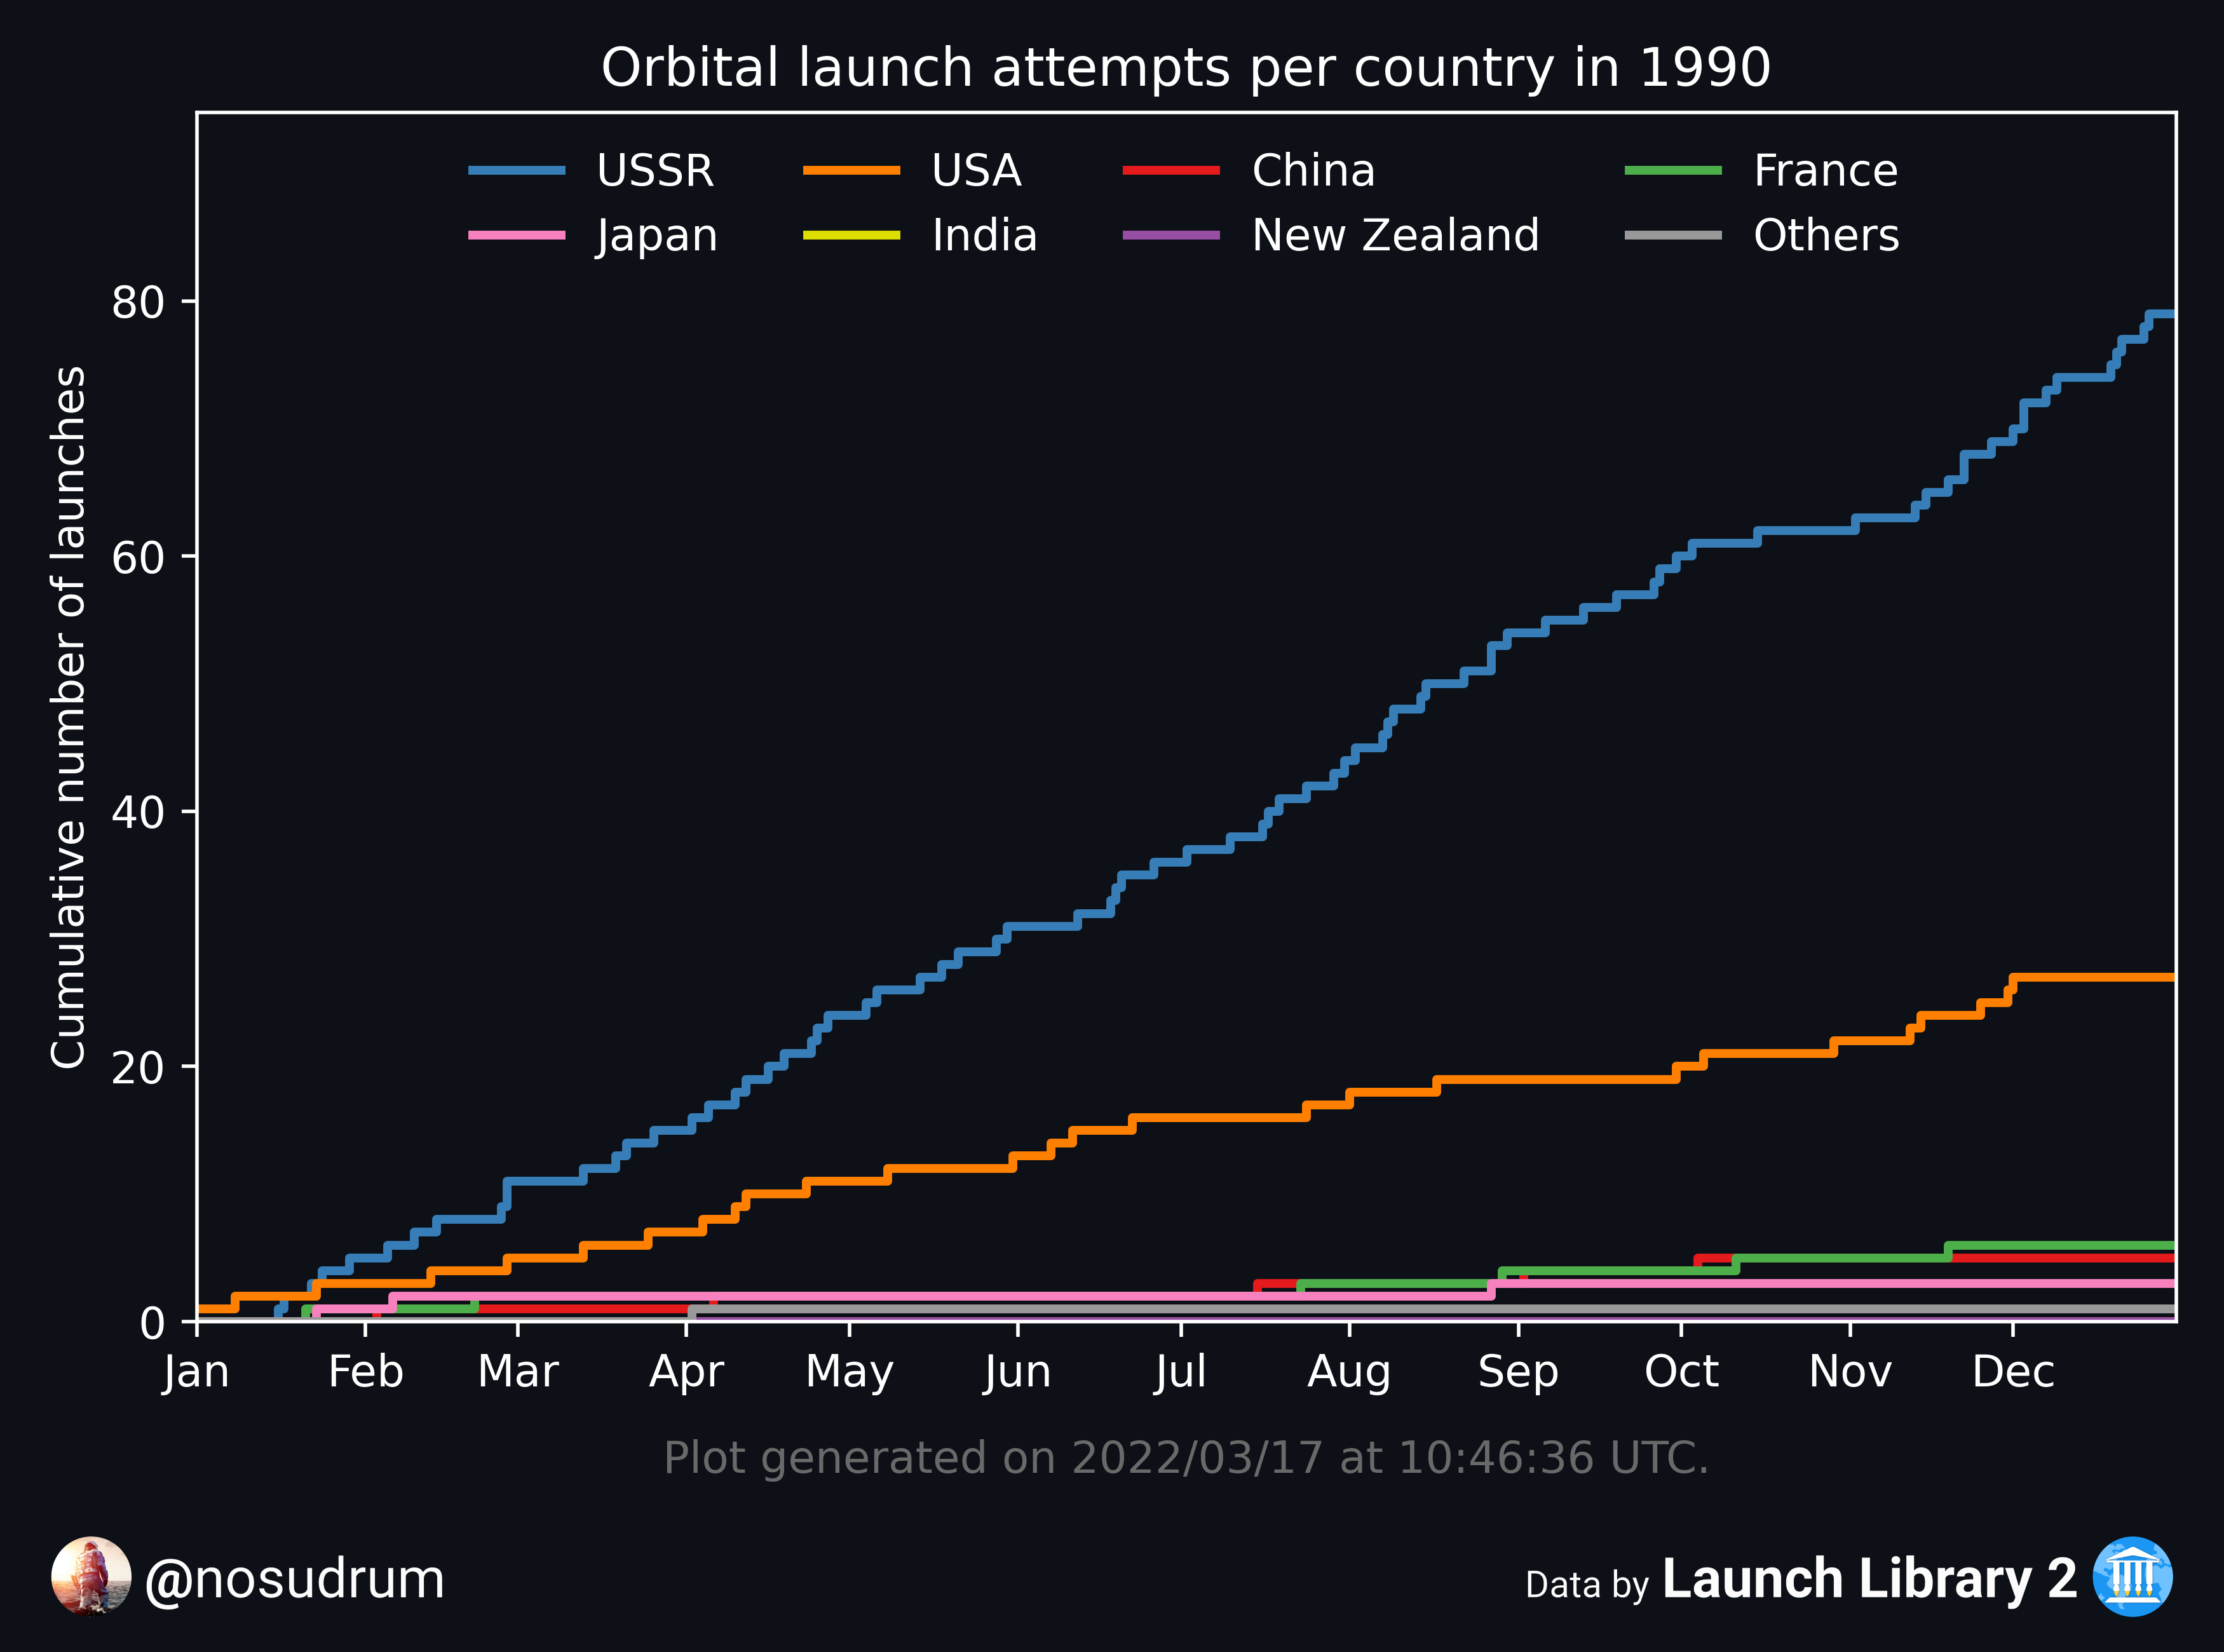 Orbital launch attempts per country in 1990
USSR USA China France
Japan India New Zealand Others
Cumulative number of launches
80
60
40
20
0
Jan Feb Mar Apr May Jun Jul Aug Sep Oct Nov Dec
Plot generated on 2022/03/17 at 10:46:36 UTC.
@nosudrum
Data by Launch Library 2